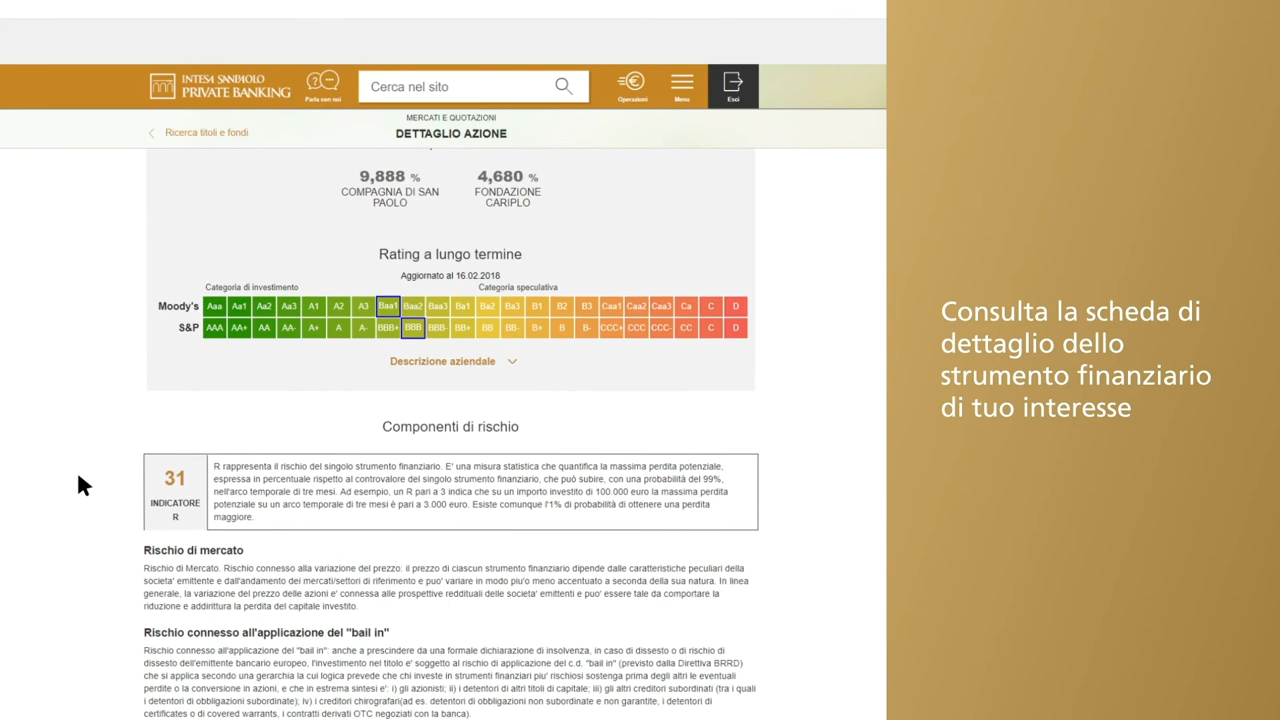 INTESA SANPAOLO
PRIVATE BANKING
Parla con noi
Cerca nel sito
Operazioni
Menu
Esci
Ricerca titoli e fondi
MERCATI E QUOTAZIONI
DETTAGLIO AZIONE
9,888 %
COMPAGNIA DI SAN
PAOLO
4,680 %
FONDAZIONE
CARIPLO
Rating a lungo termine
Aggiornato al 16.02.2018
Categoria di investimento
Categoria speculativa
Moody's Aaa Aa1 Aa2 Aa3 A1 A2 A3 Baa1 Baa2 Baa3 Ba1 Ba2 Ba3 B1 B2 B3 Caa1 Caa2 Caa3 Ca C D
S&P AAA AA+ AA AA- A+ A A- BBB+ BBB BBB- BB+ BB BB- B+ B B- CCC+ CCC CCC- CC C D
Descrizione aziendale
Componenti di rischio
31
INDICATORE
R
R rappresenta il rischio del singolo strumento finanziario. E' una misura statistica che quantifica la massima perdita potenziale,
espressa in percentuale rispetto al controvalore del singolo strumento finanziario, che può subire, con una probabilità del 99%,
nell'arco temporale di tre mesi. Ad esempio, un R pari a 3 indica che su un importo investito di 100.000 euro la massima perdita
potenziale su un arco temporale di tre mesi è pari a 3.000 euro. Esiste comunque l'1% di probabilità di ottenere una perdita
maggiore.
Rischio di mercato
Rischio di Mercato. Rischio connesso alla variazione del prezzo: il prezzo di ciascun strumento finanziario dipende dalle caratteristiche peculiari della
societa' emittente e dall'andamento dei mercati/settori di riferimento e puo' variare in modo piu'o meno accentuato a seconda della sua natura. In linea
generale, la variazione del prezzo delle azioni e' connessa alle prospettive reddituali delle societa' emittenti e puo' essere tale da comportare la
riduzione e addirittura la perdita del capitale investito.
Rischio connesso all'applicazione del "bail in"
Rischio connesso all'applicazione del "bail in": anche a prescindere da una formale dichiarazione di insolvenza, in caso di dissesto o di rischio di
dissesto dell'emittente bancario europeo, l'investimento nel titolo e' soggetto al rischio di applicazione del c.d. "bail in" (previsto dalla Direttiva BRRD)
che si applica secondo una gerarchia la cui logica prevede che chi investe in strumenti finanziari piu' rischiosi sostenga prima degli altri le eventuali
perdite o la conversione in azioni, e che in estrema sintesi e': i) gli azionisti; ii) i detentori di altri titoli di capitale; iii) gli altri creditori subordinati (tra i quali
i detentori di obbligazioni subordinate); iv) i creditori chirografari(ad es. detentori di obbligazioni non subordinate e non garantite, i detentori di
certificates o di covered warrants, i contratti derivati OTC negoziati con la banca).
Consulta la scheda di
dettaglio dello
strumento finanziario
di tuo interesse